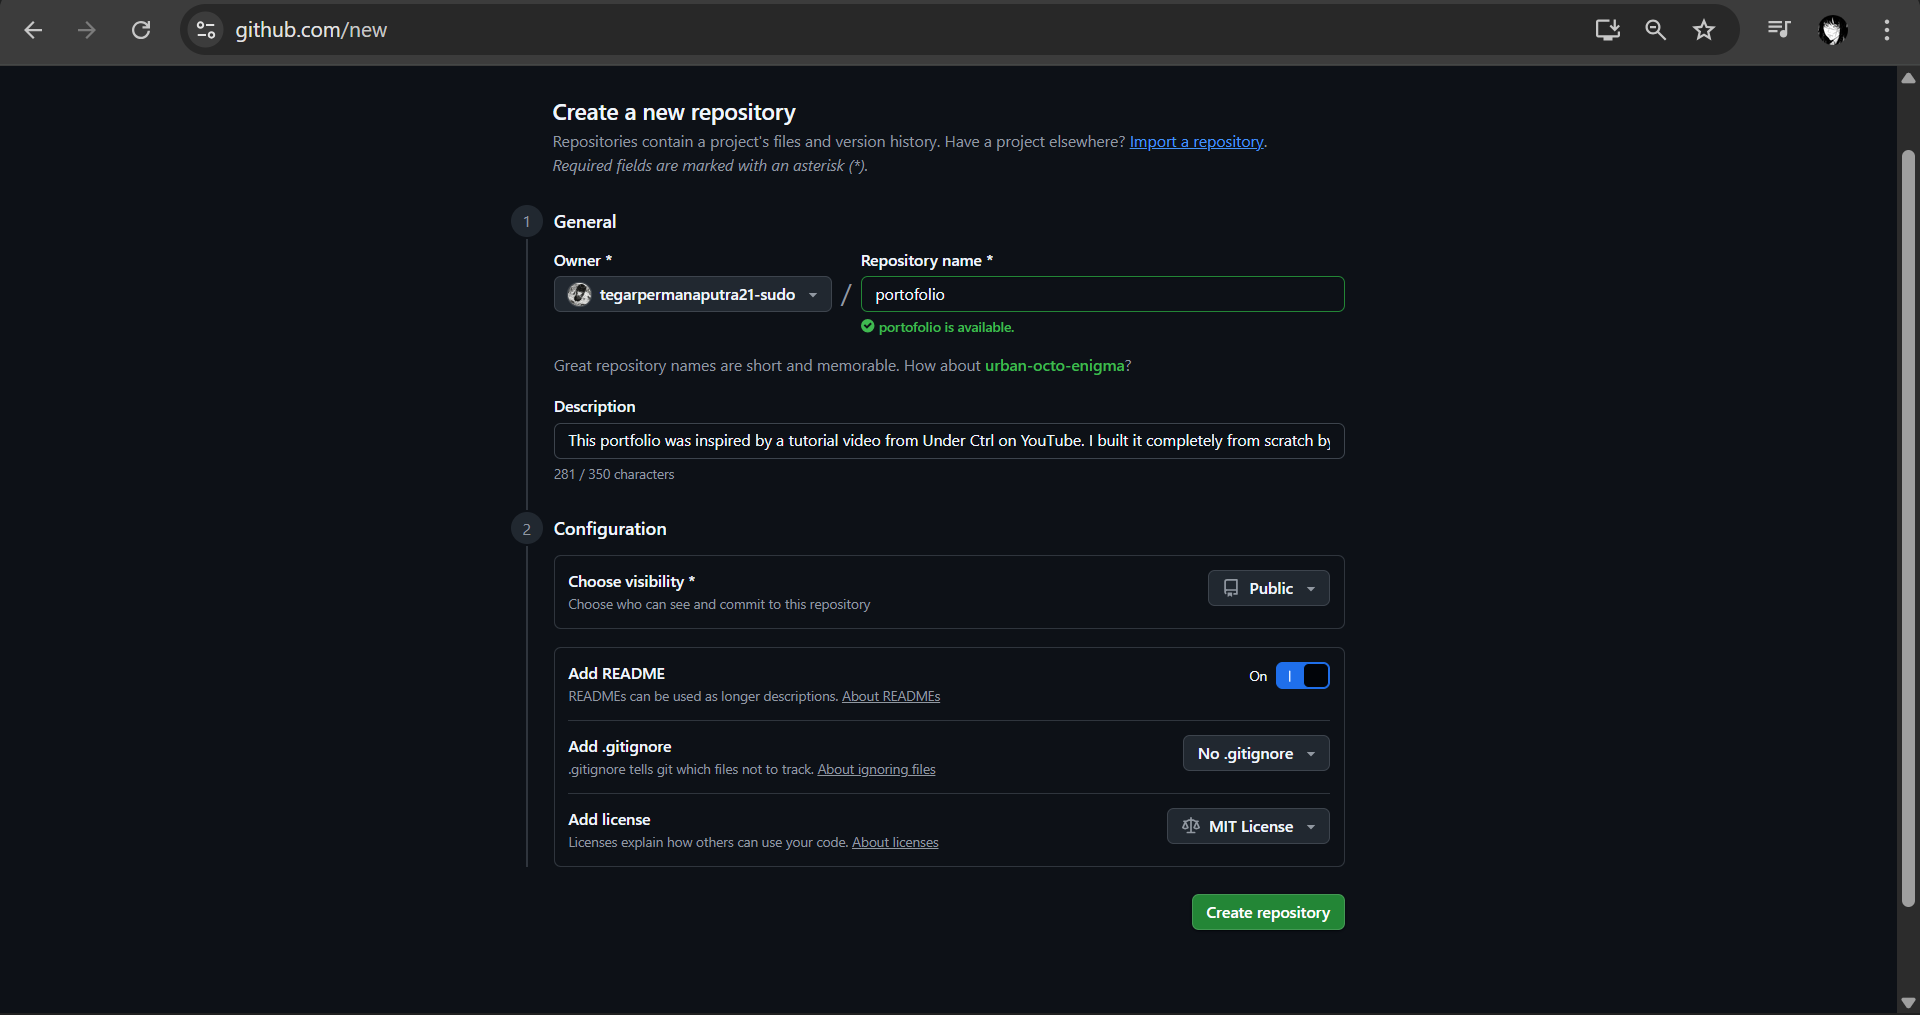 github.com/new
Create a new repository
Repositories contain a project's files and version history. Have a project elsewhere? Import a repository.
Required fields are marked with an asterisk (*).
1 General
Owner * Repository name *
tegarpermanaputra21-sudo / portofolio
portofolio is available.
Great repository names are short and memorable. How about urban-octo-enigma?
Description
This portfolio was inspired by a tutorial video from Under Ctrl on YouTube. I built it completely from scratch by
281 / 350 characters
2 Configuration
Choose visibility * Public
Choose who can see and commit to this repository
Add README On
READMEs can be used as longer descriptions. About READMEs
Add .gitignore No .gitignore
.gitignore tells git which files not to track. About ignoring files
Add license MIT License
Licenses explain how others can use your code. About licenses
Create repository